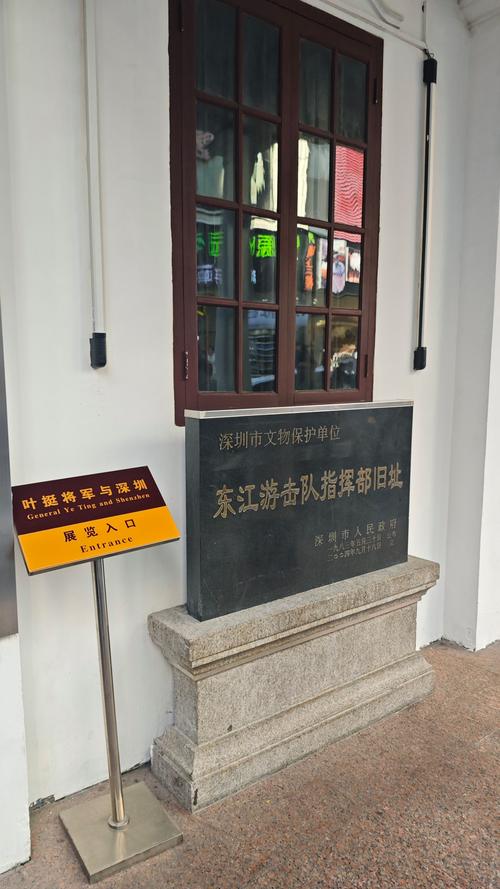 叶挺将军与深圳
General Ye Ting and Shenzhen
展览入口
Entrance
深圳市文物保护单位
东江游击队指挥部旧址
深圳市人民政府